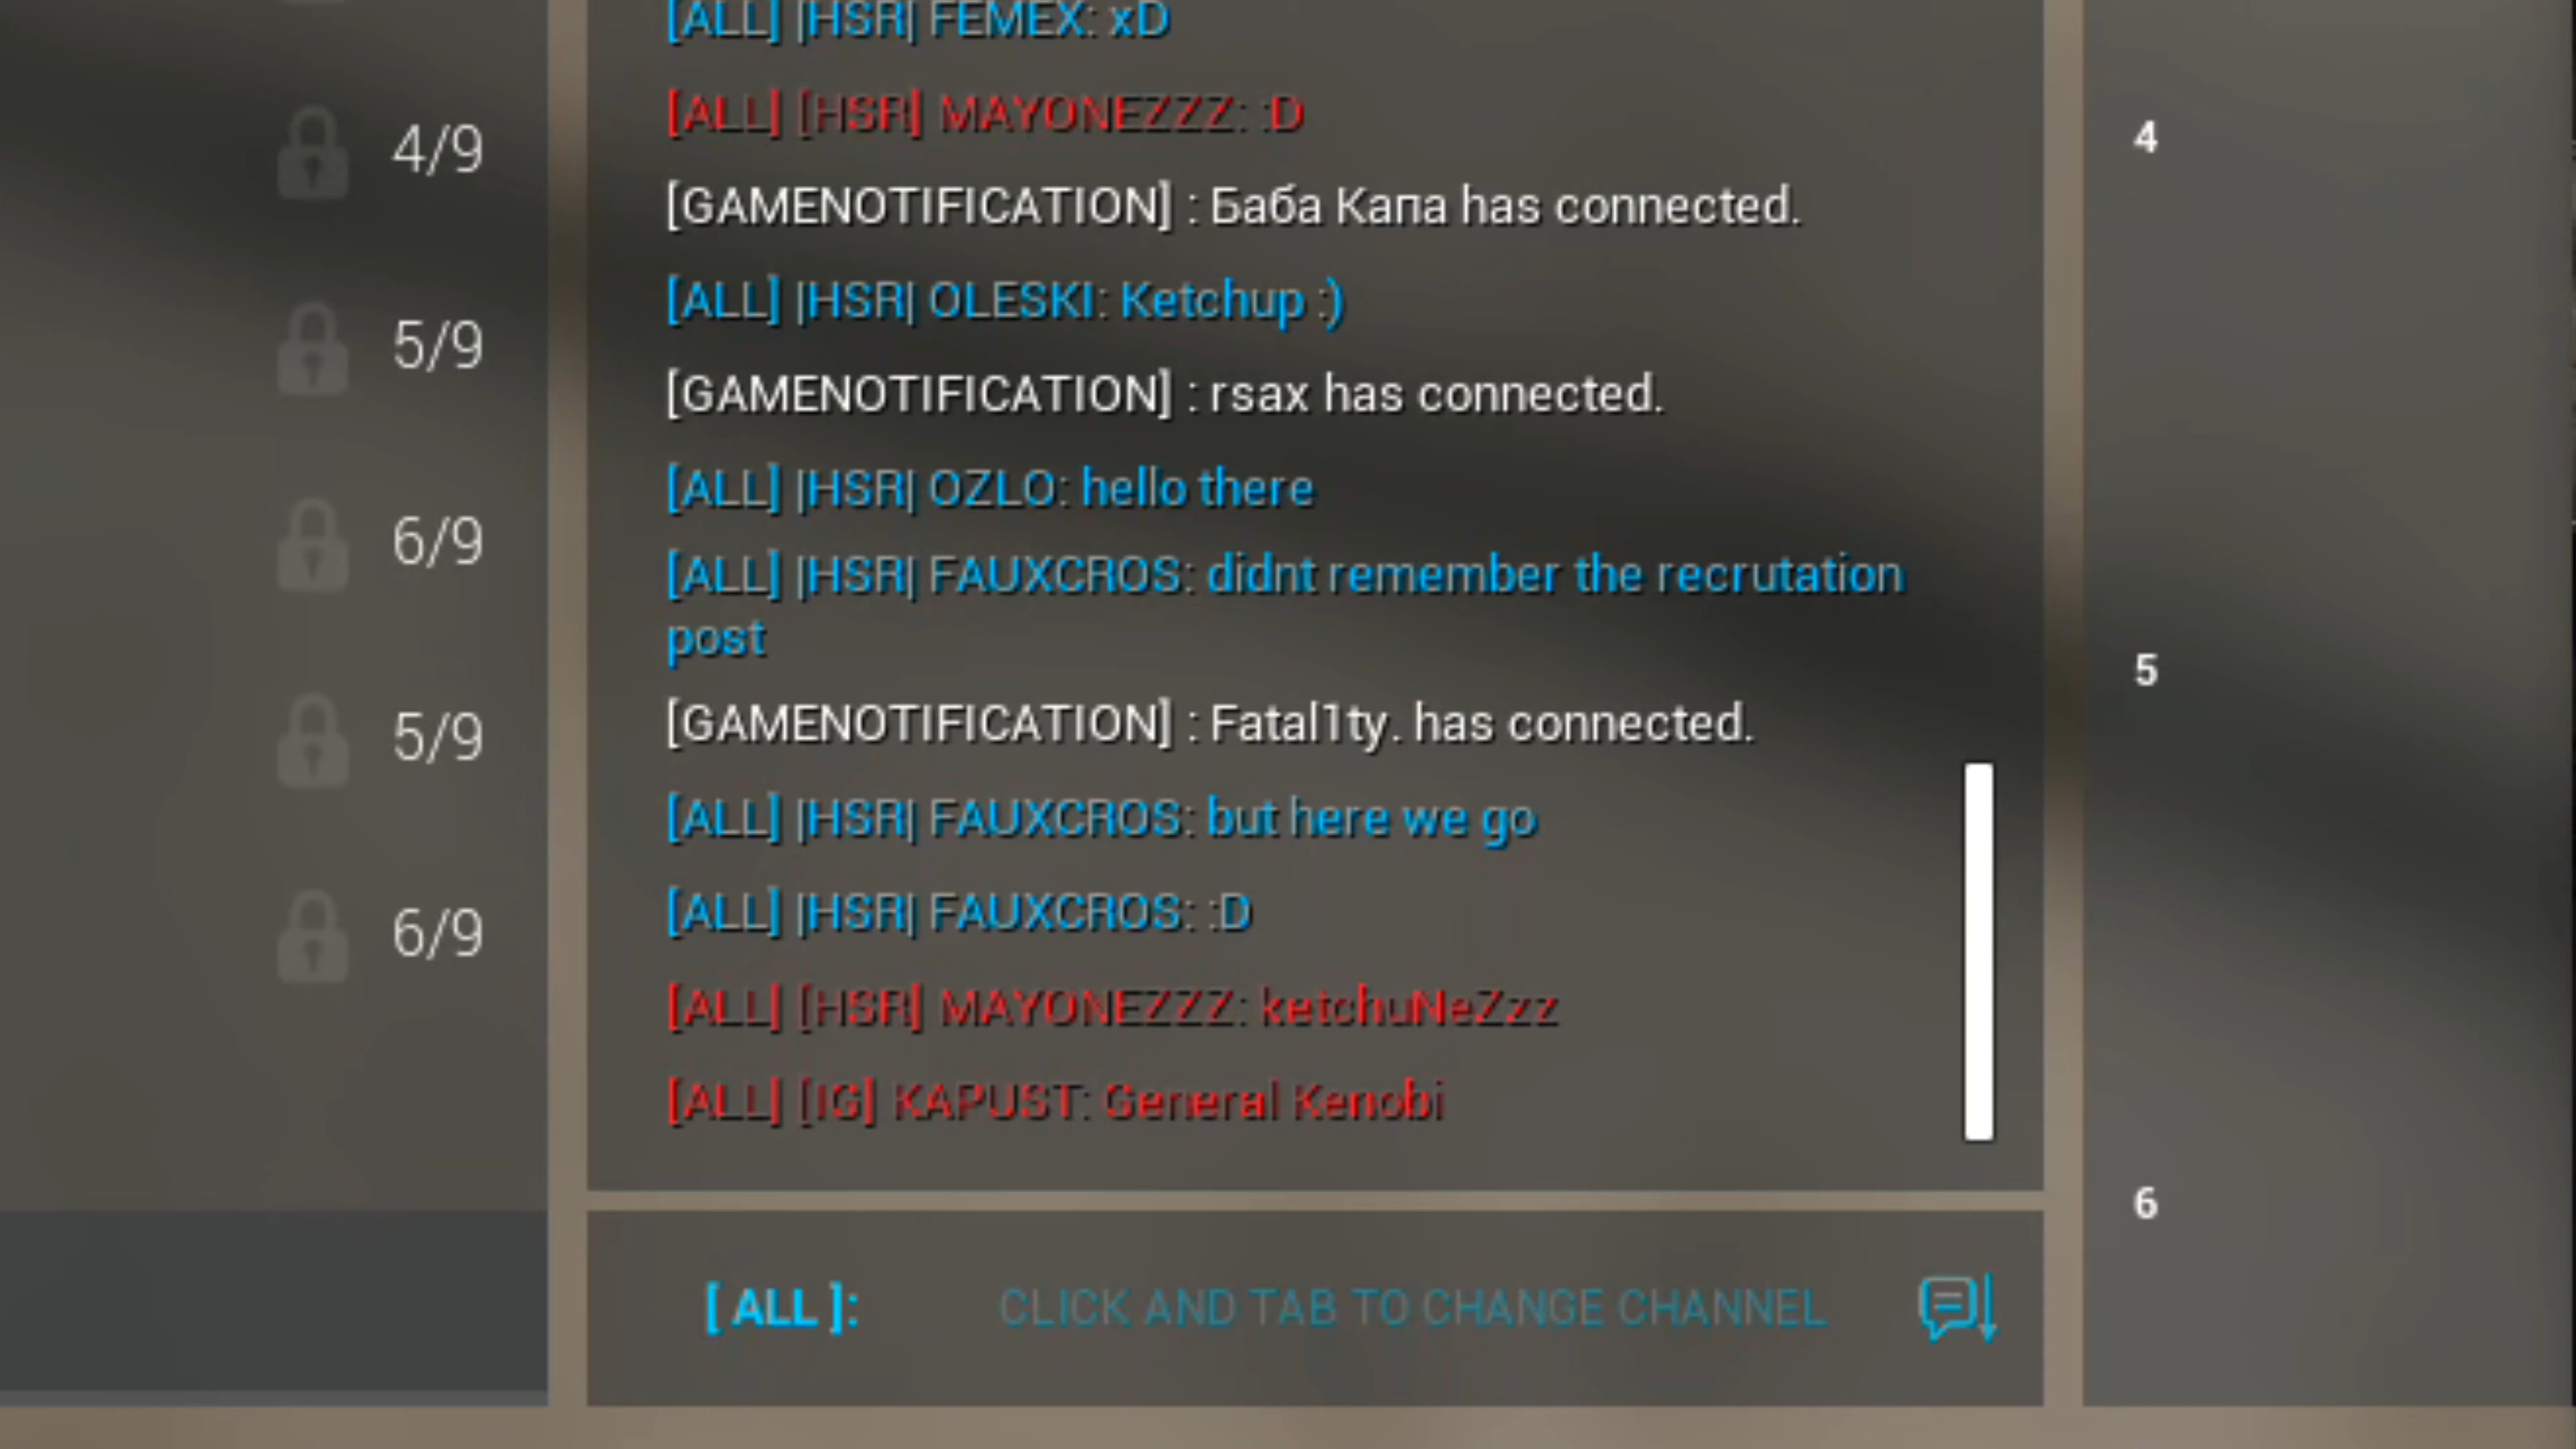 [ALL] |HSR| FEMEX: xD
[ALL] [HSR] MAYONEZZZ: :D
[GAMENOTIFICATION] : Баба Капа has connected.
[ALL] |HSR| OLESKI: Ketchup :)
[GAMENOTIFICATION] : rsax has connected.
[ALL] |HSR| OZLO: hello there
[ALL] |HSR| FAUXCROS: didnt remember the recrutation
post
[GAMENOTIFICATION] : Fatal1ty. has connected.
[ALL] |HSR| FAUXCROS: but here we go
[ALL] |HSR| FAUXCROS: :D
[ALL] [HSR] MAYONEZZZ: ketchuNeZzz
[ALL] [IG] KAPUST: General Kenobi
[ ALL ]: CLICK AND TAB TO CHANGE CHANNEL
4/9
5/9
6/9
5/9
6/9
4
5
6